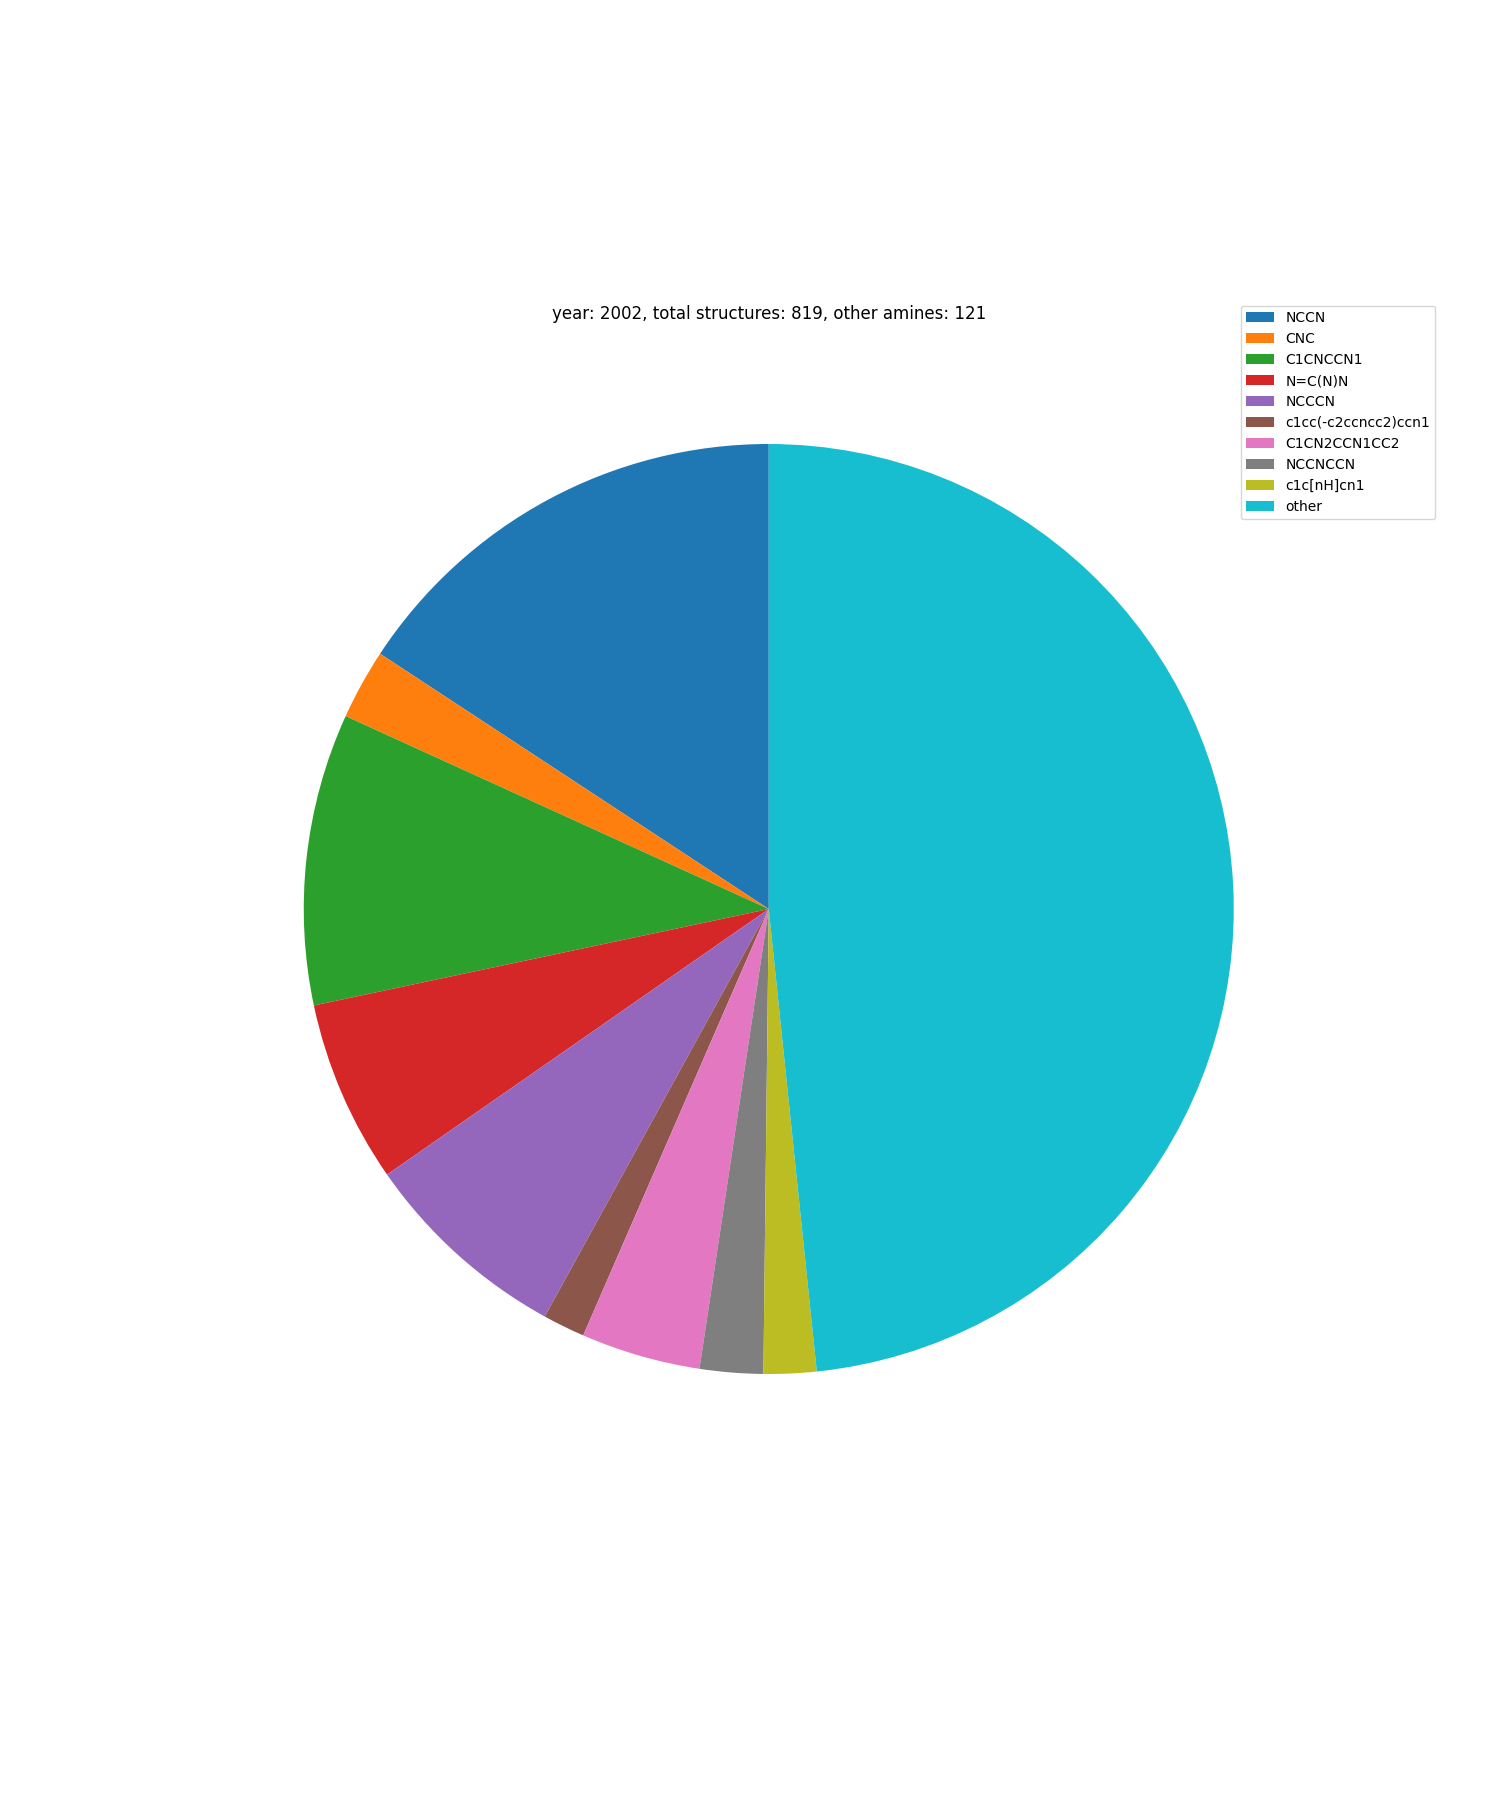 year: 2002, total structures: 819, other amines: 121
NCCN
CNC
C1CNCCN1
N=C(N)N
NCCCN
c1cc(-c2ccncc2)ccn1
C1CN2CCN1CC2
NCCNCCN
c1c[nH]cn1
other